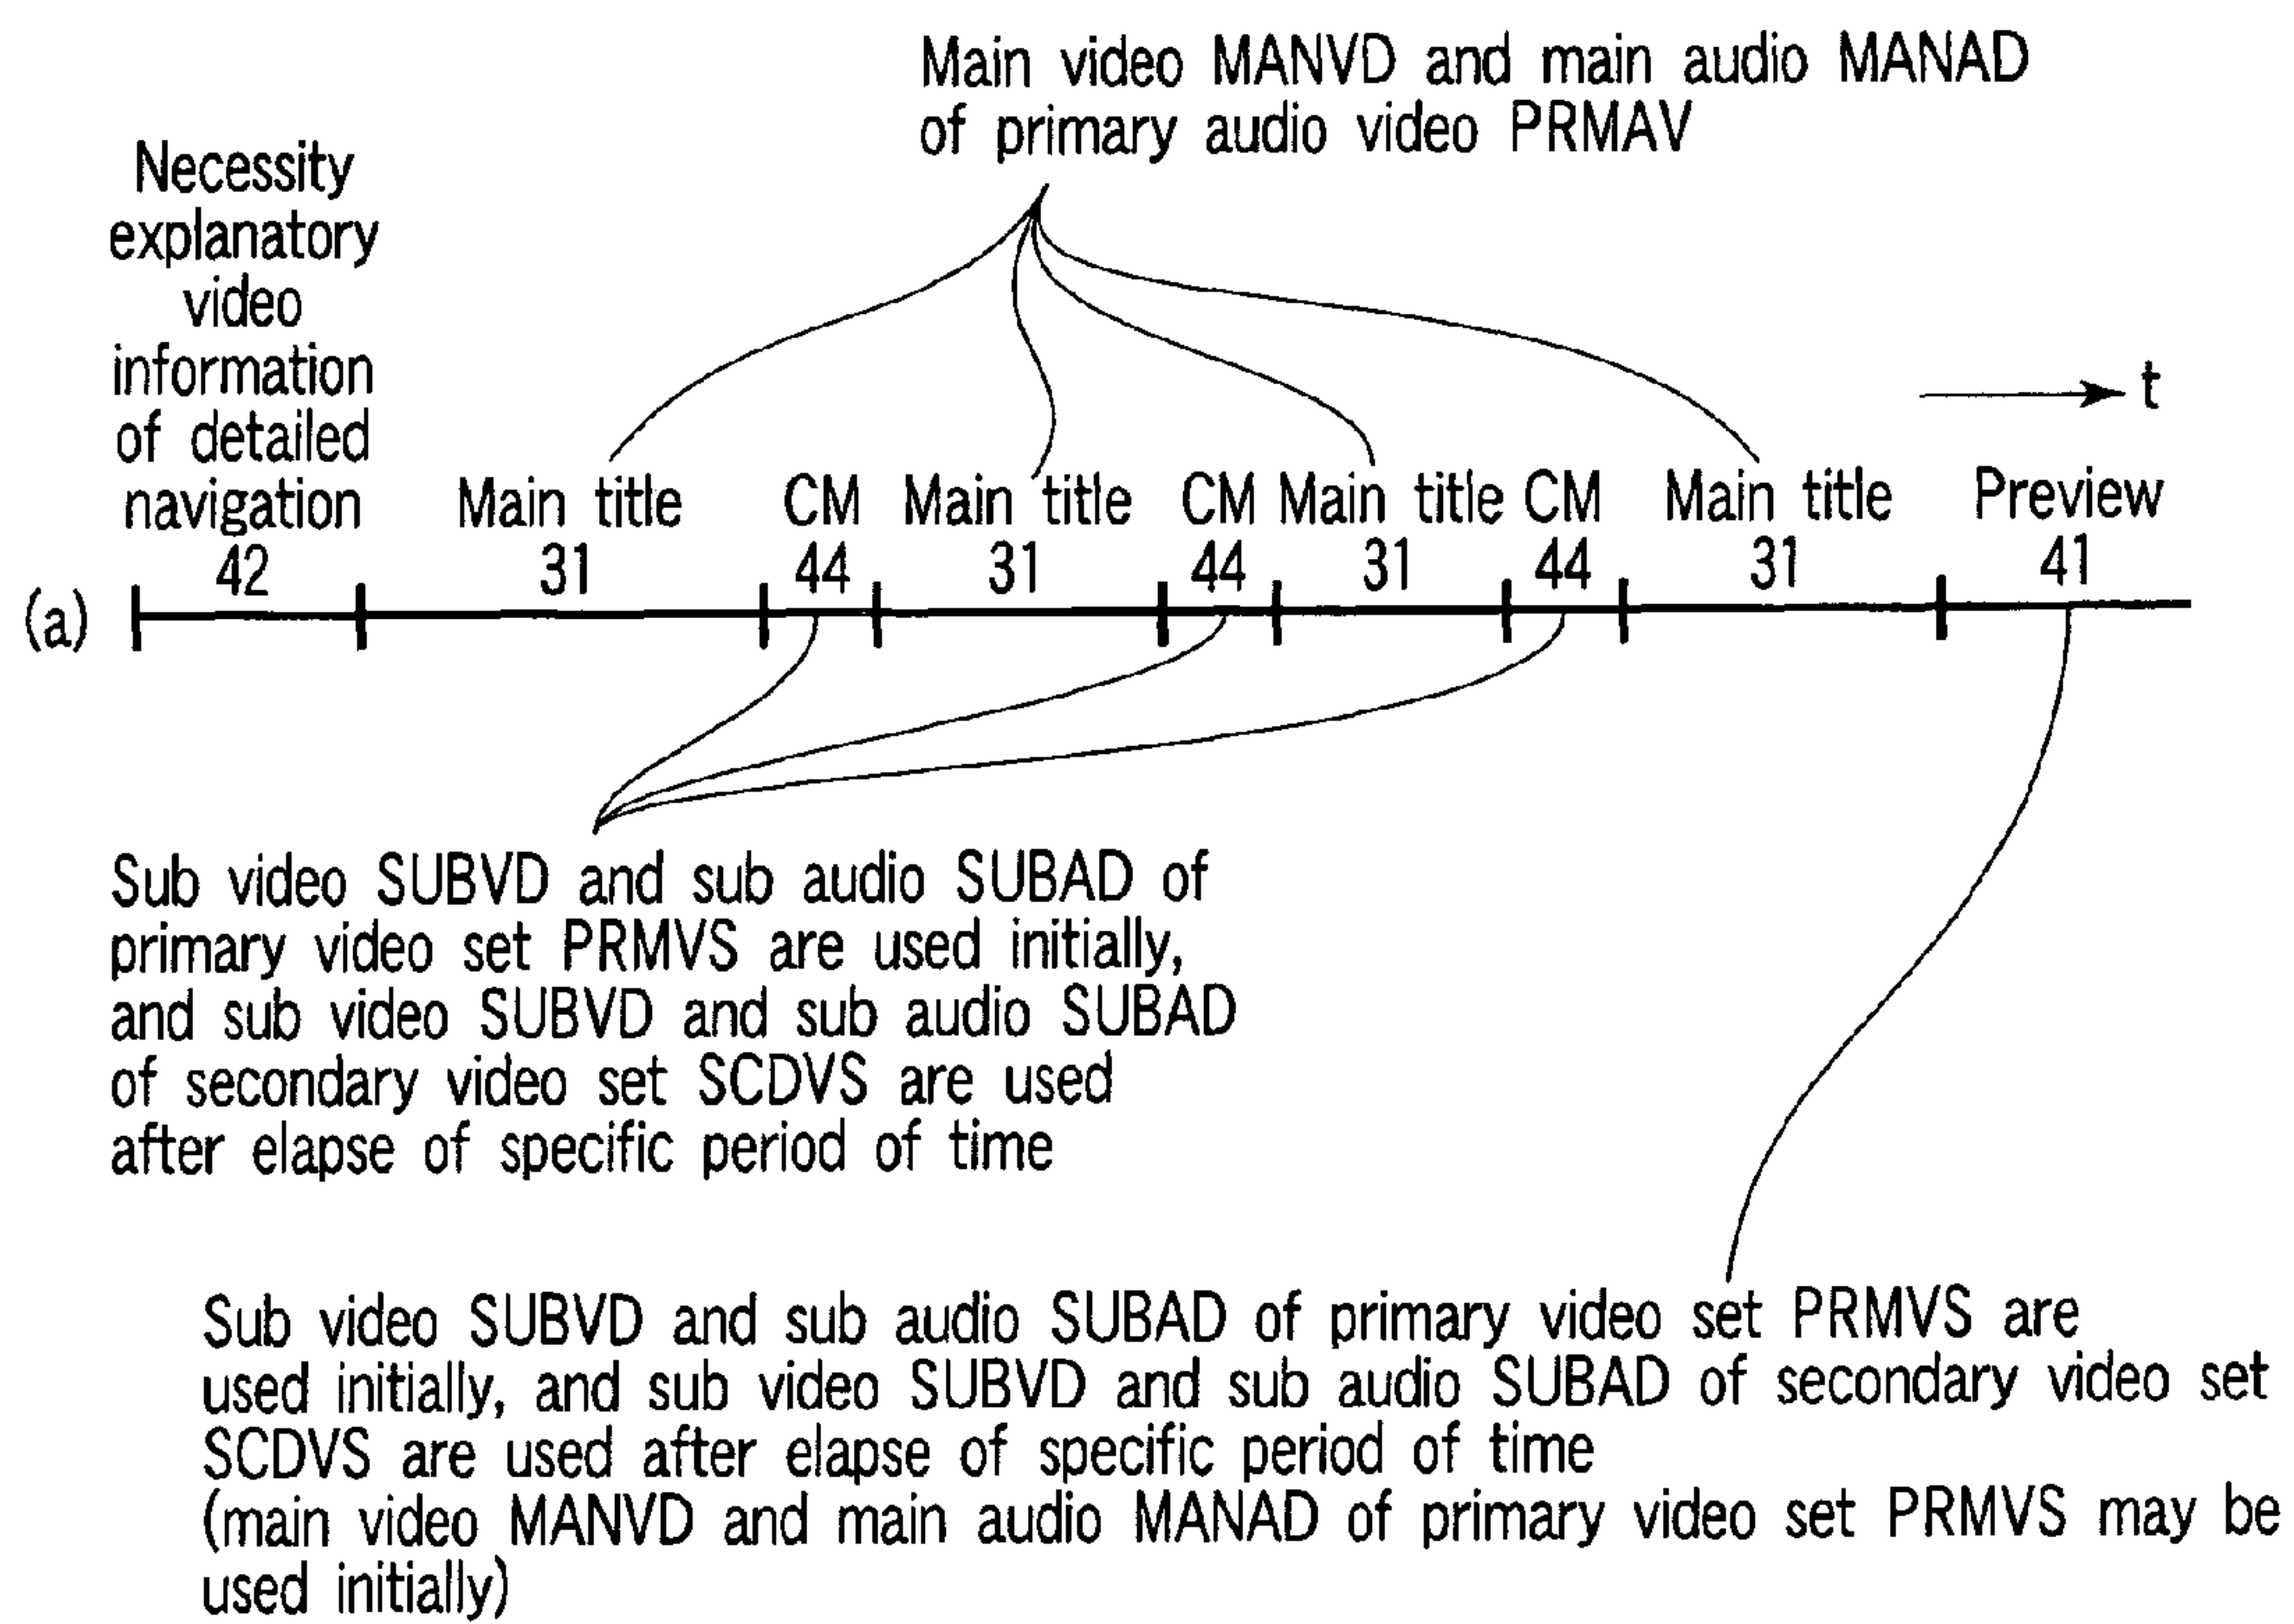 Main video MANVD and main audio MANAD
of primary audio video PRMAV
Necessity
explanatory
video
information
of detailed
navigation
t
Main title CM Main title CM Main title CM Main title Preview
42 31 44 31 44 31 44 31 41
(a)
Sub video SUBVD and sub audio SUBAD of
primary video set PRMVS are used initially,
and sub video SUBVD and sub audio SUBAD
of secondary video set SCDVS are used
after elapse of specific period of time
Sub video SUBVD and sub audio SUBAD of primary video set PRMVS are
used initially, and sub video SUBVD and sub audio SUBAD of secondary video set
SCDVS are used after elapse of specific period of time
(main video MANVD and main audio MANAD of primary video set PRMVS may be
used initially)